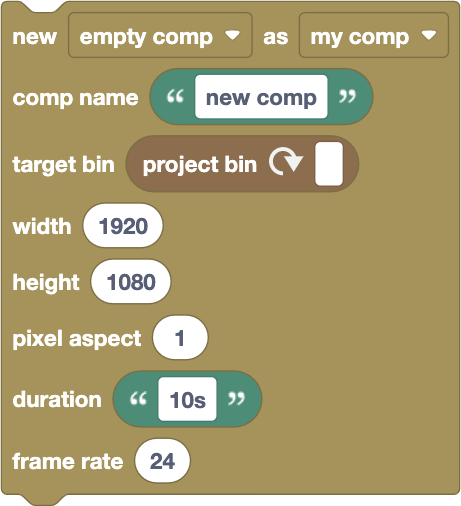 new empty comp as my comp
comp name “ new comp ”
target bin project bin
width 1920
height 1080
pixel aspect 1
duration “ 10s ”
frame rate 24